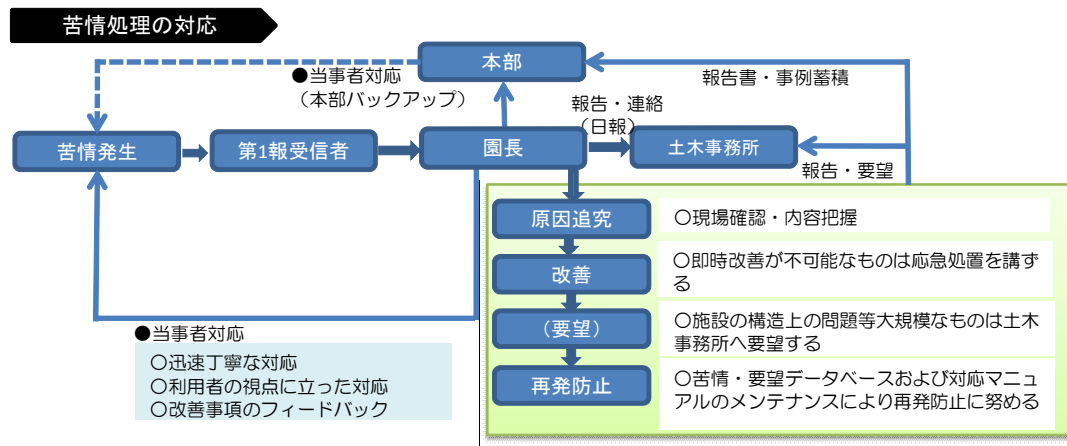 苦情処理の対応
本部
●当事者対応
（本部バックアップ）
報告書・事例蓄積
報告・連絡
（日報）
苦情発生
第1報受信者
園長
土木事務所
報告・要望
原因追究
〇現場確認・内容把握
改善
〇即時改善が不可能なものは応急処置を講ず
る
（要望）
〇施設の構造上の問題等大規模なものは土木
事務所へ要望する
再発防止
〇苦情・要望データベースおよび対応マニュ
アルのメンテナンスにより再発防止に努める
●当事者対応
〇迅速丁寧な対応
〇利用者の視点に立った対応
〇改善事項のフィードバック